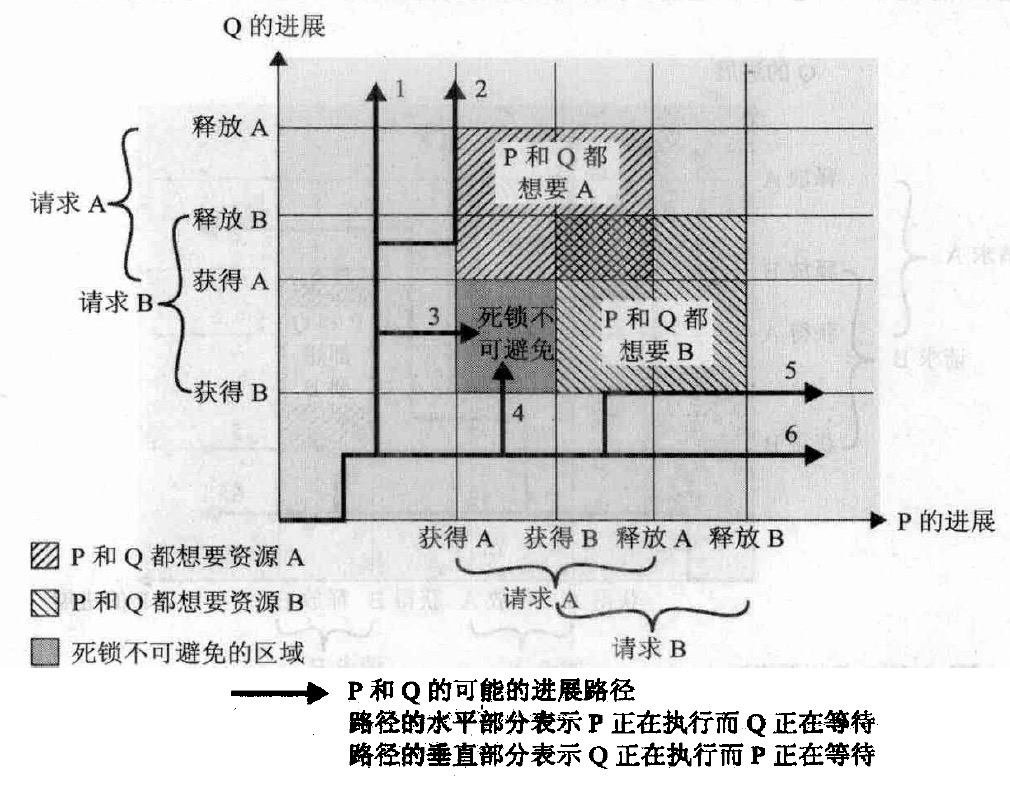 Q 的进展
1
2
释放 A
P 和 Q 都
想要 A
请求 A
释放 B
获得 A
请求 B
3
死锁不
可避免
P 和 Q 都
想要 B
获得 B
4
5
6
P 的进展
获得 A 获得 B 释放 A 释放 B
请求 A
请求 B
P 和 Q 都想要资源 A
P 和 Q 都想要资源 B
死锁不可避免的区域
P 和 Q 的可能的进展路径
路径的水平部分表示 P 正在执行而 Q 正在等待
路径的垂直部分表示 Q 正在执行而 P 正在等待